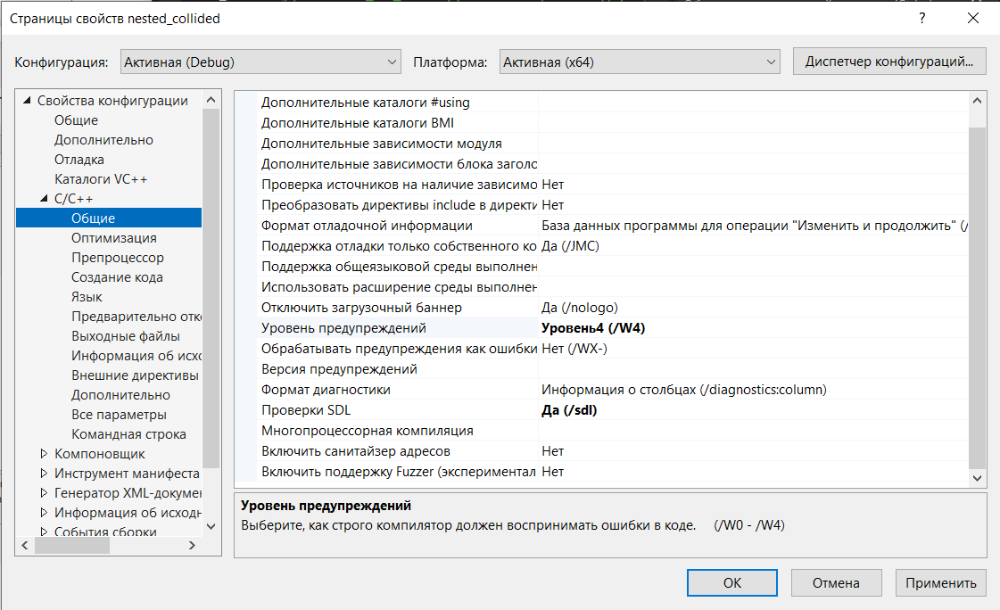 Страницы свойств nested_collided
?
Конфигурация: Активная (Debug) Платформа: Активная (x64) Диспетчер конфигураций...
Свойства конфигурации
Общие
Дополнительно
Отладка
Каталоги VC++
C/C++
Общие
Оптимизация
Препроцессор
Создание кода
Язык
Предварительно отко
Выходные файлы
Информация об исхо
Внешние директивы
Дополнительно
Все параметры
Командная строка
Компоновщик
Инструмент манифеста
Генератор XML-докумен
Информация об исходн
События сборки
Дополнительные каталоги #using
Дополнительные каталоги BMI
Дополнительные зависимости модуля
Дополнительные зависимости блока заголо
Проверка источников на наличие зависимо Нет
Преобразовать директивы include в директи Нет
Формат отладочной информации База данных программы для операции "Изменить и продолжить" (/
Поддержка отладки только собственного ко Да (/JMC)
Поддержка общеязыковой среды выполнен
Использовать расширение среды выполнен
Отключить загрузочный баннер Да (/nologo)
Уровень предупреждений Уровень4 (/W4)
Обрабатывать предупреждения как ошибки Нет (/WX-)
Версия предупреждений
Формат диагностики Информация о столбцах (/diagnostics:column)
Проверки SDL Да (/sdl)
Многопроцессорная компиляция
Включить санитайзер адресов Нет
Включить поддержку Fuzzer (экспериментал Нет
Уровень предупреждений
Выберите, как строго компилятор должен воспринимать ошибки в коде. (/W0 - /W4)
ОК Отмена Применить